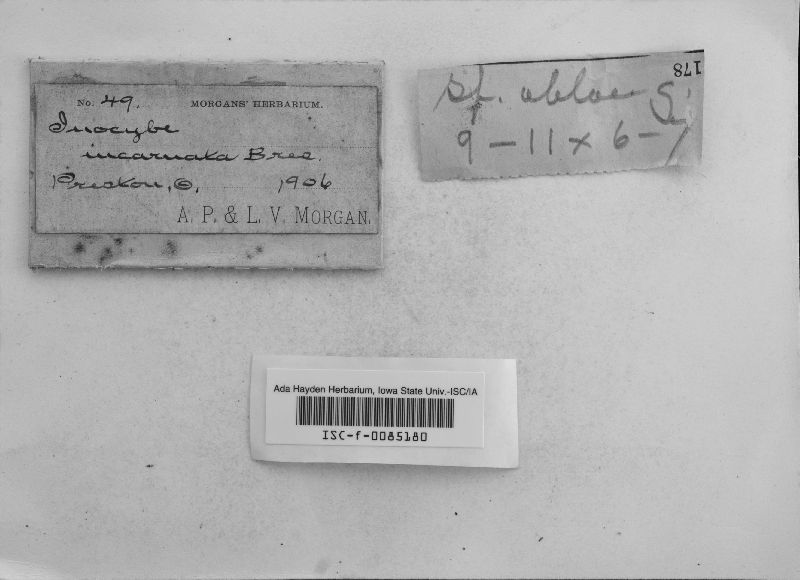 No. 49. MORGANS' HERBARIUM.
Inocybe
incarnata Bres.
Preston, O, 1906
A. P. & L. V. MORGAN.
178
Sp.
9 – 11 x 6 – 7
Ada Hayden Herbarium, Iowa State Univ.-ISC/IA
ISC-f-0085180